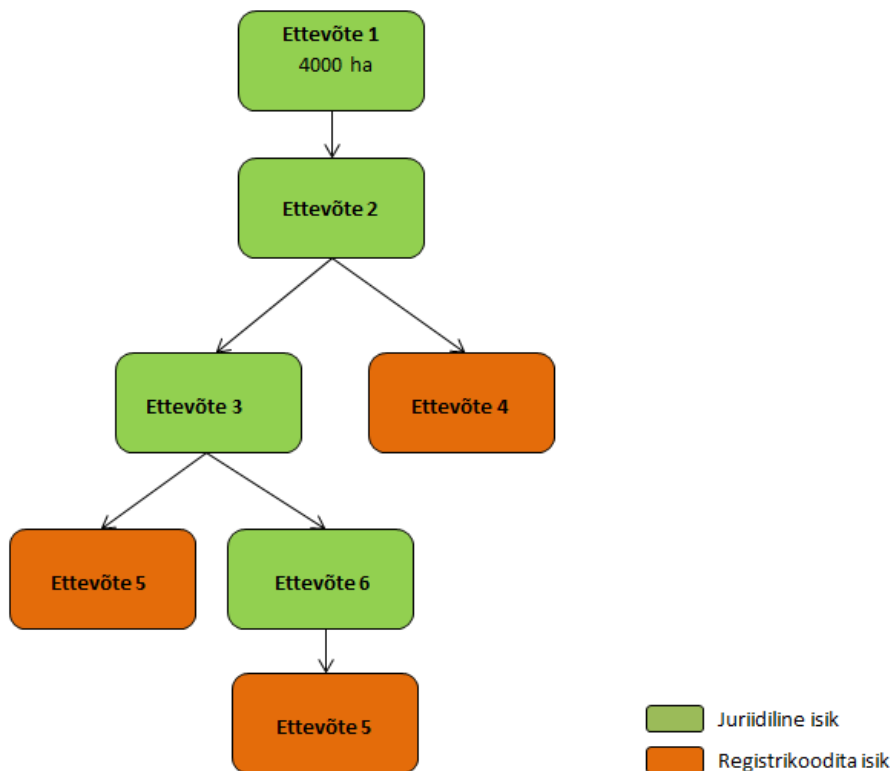 Ettevõte 1
4000 ha
Ettevõte 2
Ettevõte 3
Ettevõte 4
Ettevõte 5
Ettevõte 6
Ettevõte 5
Juriidiline isik
Registrikoodita isik